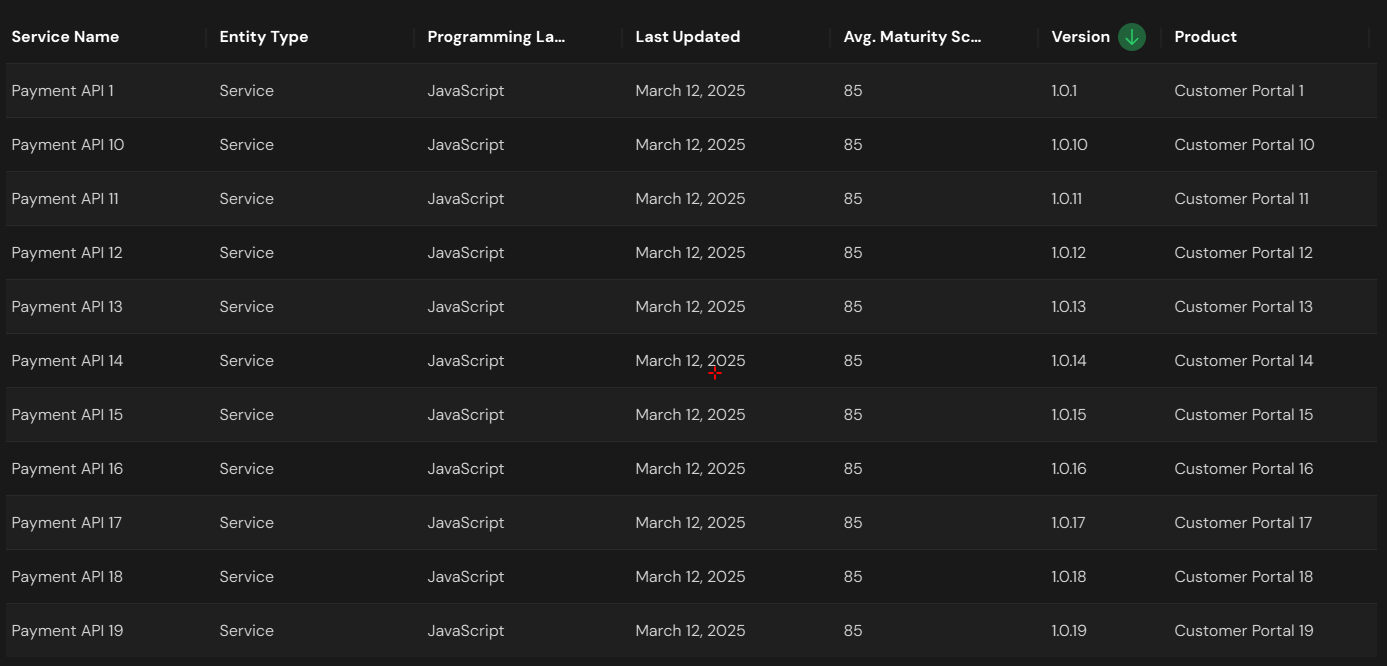 Service Name Entity Type Programming La... Last Updated Avg. Maturity Sc... Version Product
Payment API 1 Service JavaScript March 12, 2025 85 1.0.1 Customer Portal 1
Payment API 10 Service JavaScript March 12, 2025 85 1.0.10 Customer Portal 10
Payment API 11 Service JavaScript March 12, 2025 85 1.0.11 Customer Portal 11
Payment API 12 Service JavaScript March 12, 2025 85 1.0.12 Customer Portal 12
Payment API 13 Service JavaScript March 12, 2025 85 1.0.13 Customer Portal 13
Payment API 14 Service JavaScript March 12, 2025 85 1.0.14 Customer Portal 14
Payment API 15 Service JavaScript March 12, 2025 85 1.0.15 Customer Portal 15
Payment API 16 Service JavaScript March 12, 2025 85 1.0.16 Customer Portal 16
Payment API 17 Service JavaScript March 12, 2025 85 1.0.17 Customer Portal 17
Payment API 18 Service JavaScript March 12, 2025 85 1.0.18 Customer Portal 18
Payment API 19 Service JavaScript March 12, 2025 85 1.0.19 Customer Portal 19